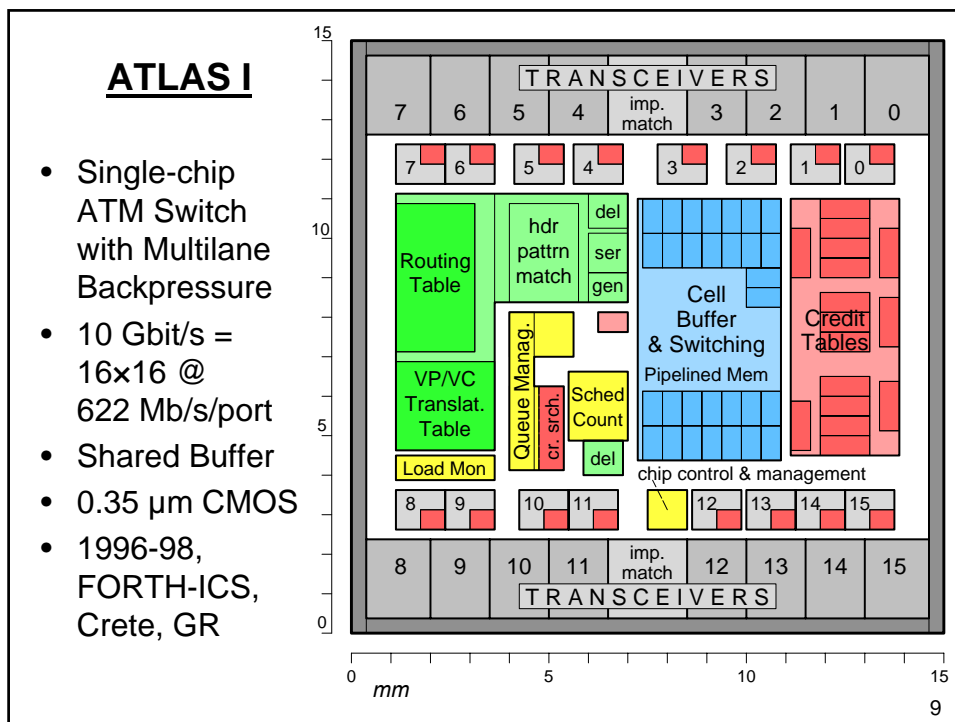 ATLAS I
• Single-chip
ATM Switch
with Multilane
Backpressure
• 10 Gbit/s =
16×16 @
622 Mb/s/port
• Shared Buffer
• 0.35 µm CMOS
• 1996-98,
FORTH-ICS,
Crete, GR
15
10
5
0
TRANSCEIVERS
7 6 5 4 imp. match 3 2 1 0
7 6 5 4 3 2 1 0
Routing
Table
hdr
pattrn
match
del
ser
gen
VP/VC
Translat.
Table
Load Mon
Queue Manag.
cr. srch.
Sched
Count
del
Cell
Buffer
& Switching
Pipelined Mem
Credit
Tables
chip control & management
8 9 10 11 12 13 14 15
8 9 10 11 imp. match 12 13 14 15
TRANSCEIVERS
0 5 10 15
mm
9